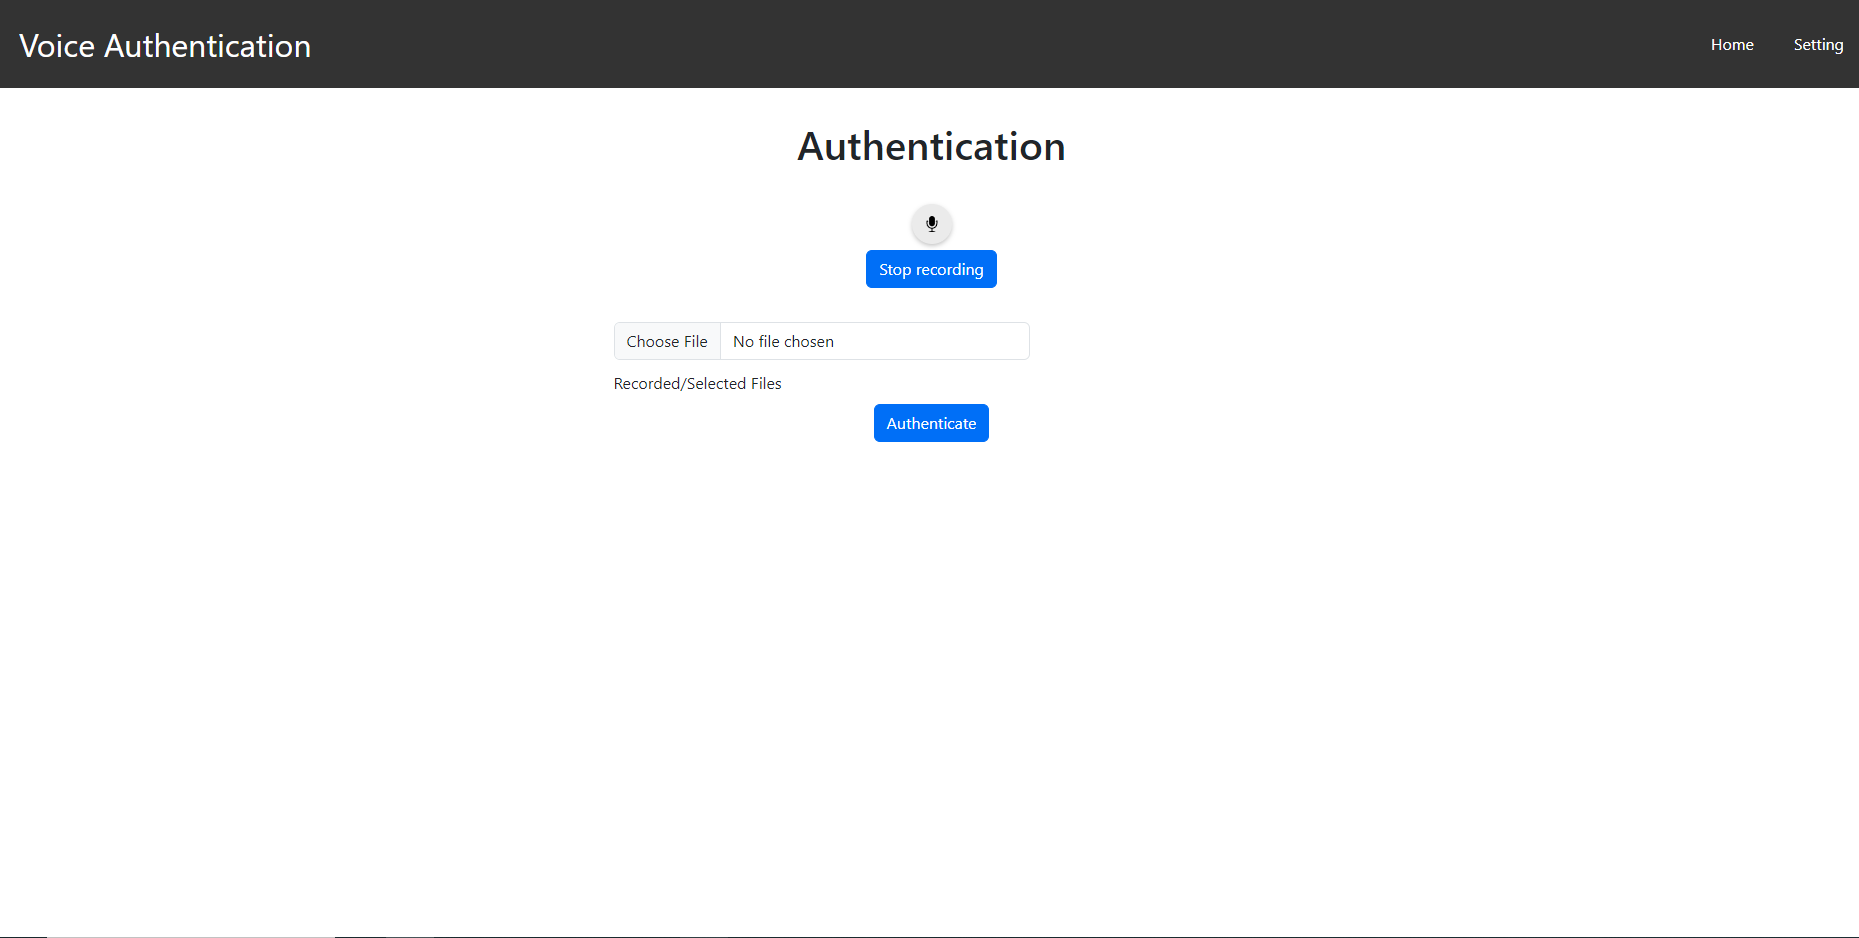 Voice Authentication
Home
Setting
Authentication
Stop recording
Choose File
No file chosen
Recorded/Selected Files
Authenticate